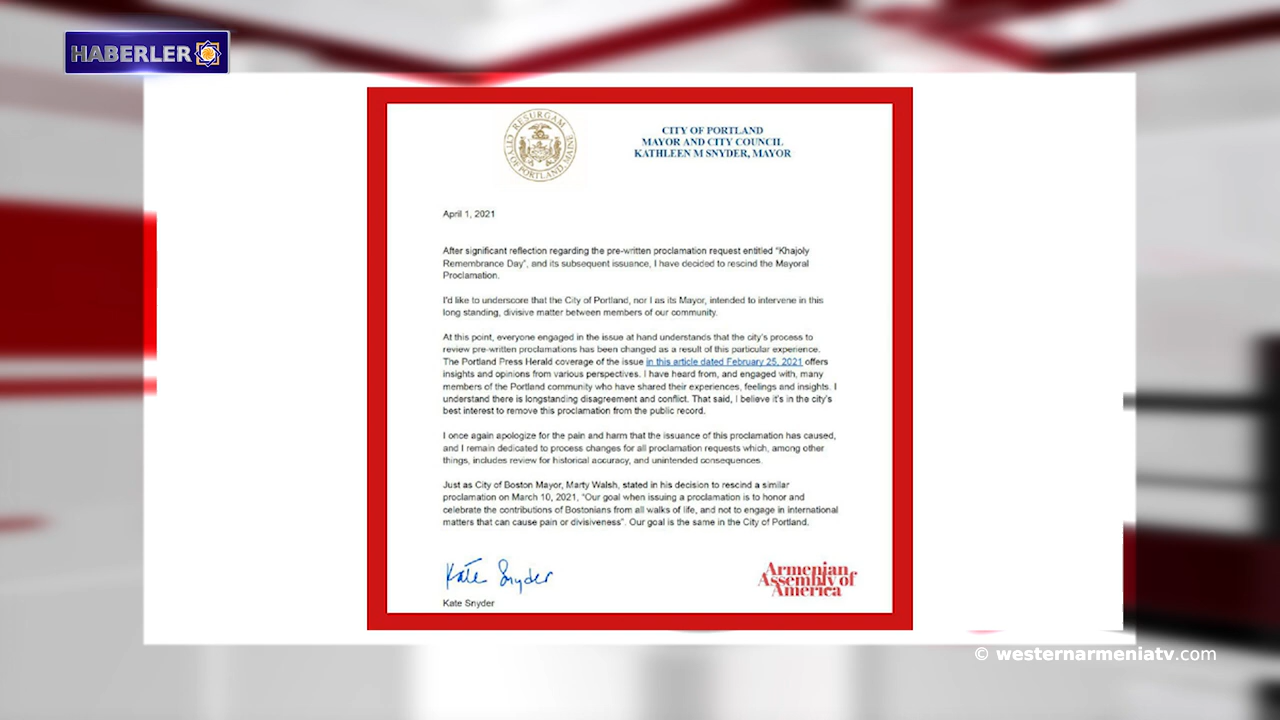 HABERLER
RESURGAM
CITY OF PORTLAND, MAINE
CITY OF PORTLAND
MAYOR AND CITY COUNCIL
KATHLEEN M SNYDER, MAYOR
April 1, 2021
After significant reflection regarding the pre-written proclamation request entitled "Khajoly
Remembrance Day", and its subsequent issuance, I have decided to rescind the Mayoral
Proclamation.
I'd like to underscore that the City of Portland, nor I as its Mayor, intended to intervene in this
long standing, divisive matter between members of our community.
At this point, everyone engaged in the issue at hand understands that the city's process to
review pre-written proclamations has been changed as a result of this particular experience.
The Portland Press Herald coverage of the issue in this article dated February 25, 2021 offers
insights and opinions from various perspectives. I have heard from, and engaged with, many
members of the Portland community who have shared their experiences, feelings and insights. I
understand there is longstanding disagreement and conflict. That said, I believe it's in the city's
best interest to remove this proclamation from the public record.
I once again apologize for the pain and harm that the issuance of this proclamation has caused,
and I remain dedicated to process changes for all proclamation requests which, among other
things, includes review for historical accuracy, and unintended consequences.
Just as City of Boston Mayor, Marty Walsh, stated in his decision to rescind a similar
proclamation on March 10, 2021, "Our goal when issuing a proclamation is to honor and
celebrate the contributions of Bostonians from all walks of life, and not to engage in international
matters that can cause pain or divisiveness". Our goal is the same in the City of Portland.
Kate Snyder
Kate Snyder
Armenian
Assembly of
America
© westernarmeniatv.com